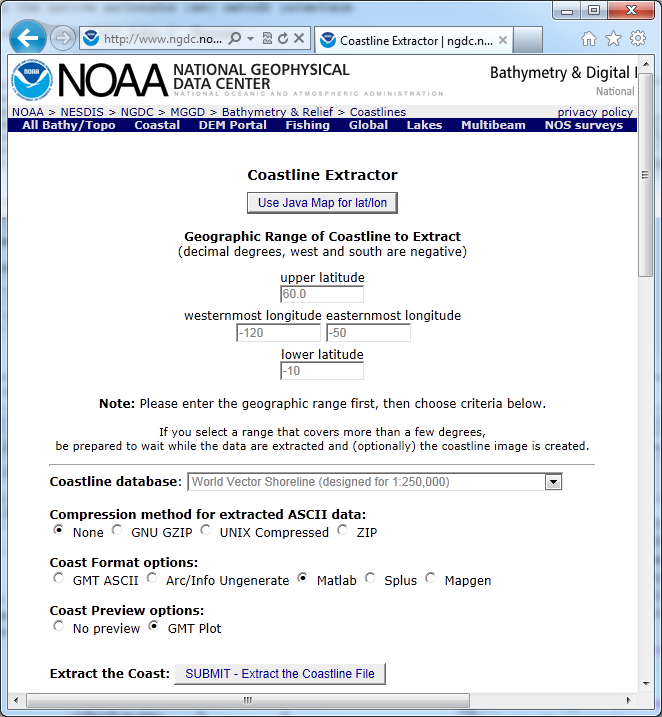 http://www.ngdc.no...
Coastline Extractor | ngdc.n...
NOAA
NATIONAL GEOPHYSICAL
DATA CENTER
NATIONAL OCEANIC AND ATMOSPHERIC ADMINISTRATION
Bathymetry & Digital
National
NOAA > NESDIS > NGDC > MGGD > Bathymetry & Relief > Coastlines
privacy policy
All Bathy/Topo Coastal DEM Portal Fishing Global Lakes Multibeam NOS surveys
Coastline Extractor
Use Java Map for lat/lon
Geographic Range of Coastline to Extract
(decimal degrees, west and south are negative)
upper latitude
60.0
westernmost longitude easternmost longitude
-120 -50
lower latitude
-10
Note: Please enter the geographic range first, then choose criteria below.
If you select a range that covers more than a few degrees,
be prepared to wait while the data are extracted and (optionally) the coastline image is created.
Coastline database: World Vector Shoreline (designed for 1:250,000)
Compression method for extracted ASCII data:
None GNU GZIP UNIX Compressed ZIP
Coast Format options:
GMT ASCII Arc/Info Ungenerate Matlab Splus Mapgen
Coast Preview options:
No preview GMT Plot
Extract the Coast: SUBMIT - Extract the Coastline File